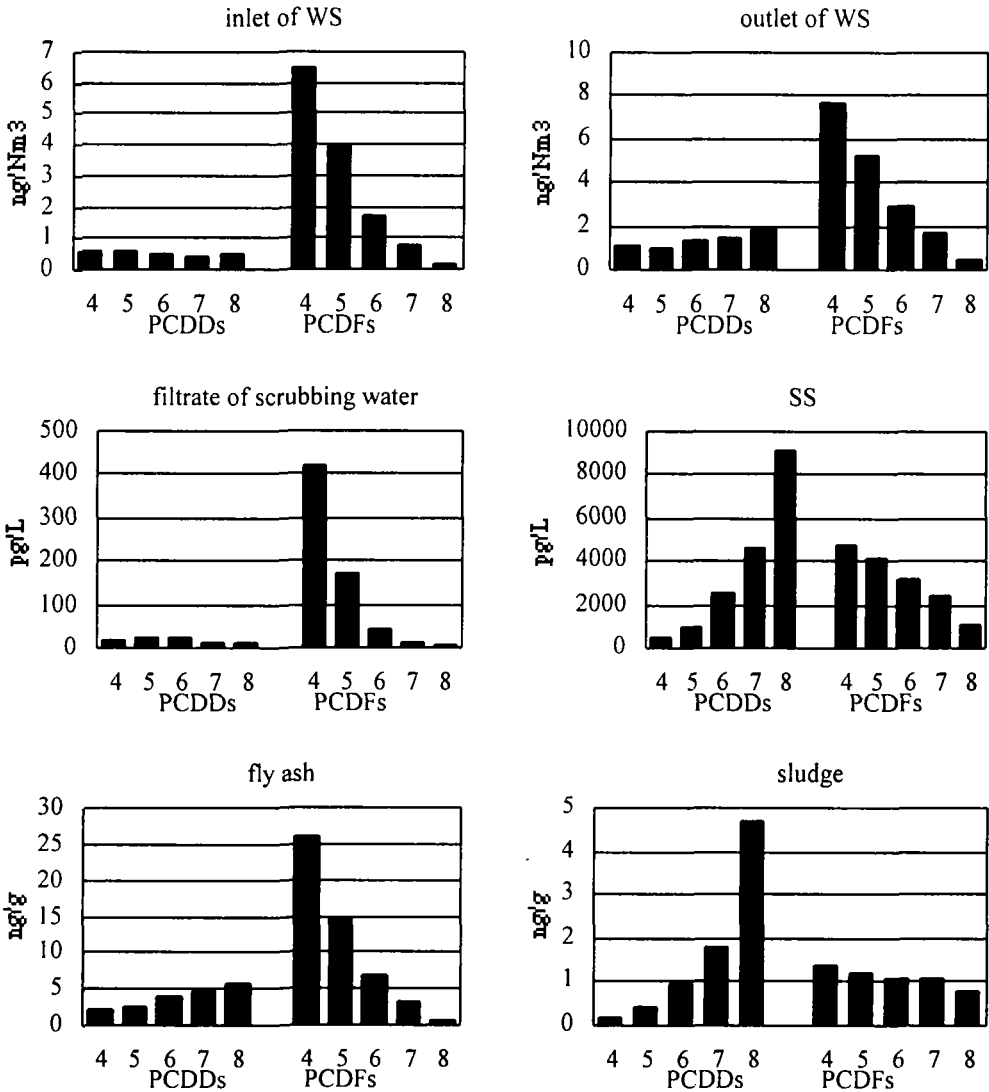 inlet of WS
7
6
5
4
3
2
1
0
ng/Nm3
4 5 6 7 8 4 5 6 7 8
PCDDs PCDFs
outlet of WS
10
8
6
4
2
0
ng/Nm3
4 5 6 7 8 4 5 6 7 8
PCDDs PCDFs
filtrate of scrubbing water
500
400
300
200
100
0
pg/L
4 5 6 7 8 4 5 6 7 8
PCDDs PCDFs
SS
10000
8000
6000
4000
2000
0
pg/L
4 5 6 7 8 4 5 6 7 8
PCDDs PCDFs
fly ash
30
25
20
15
10
5
0
ng/g
4 5 6 7 8 4 5 6 7 8
PCDDs PCDFs
sludge
5
4
3
2
1
0
ng/g
4 5 6 7 8 4 5 6 7 8
PCDDs PCDFs